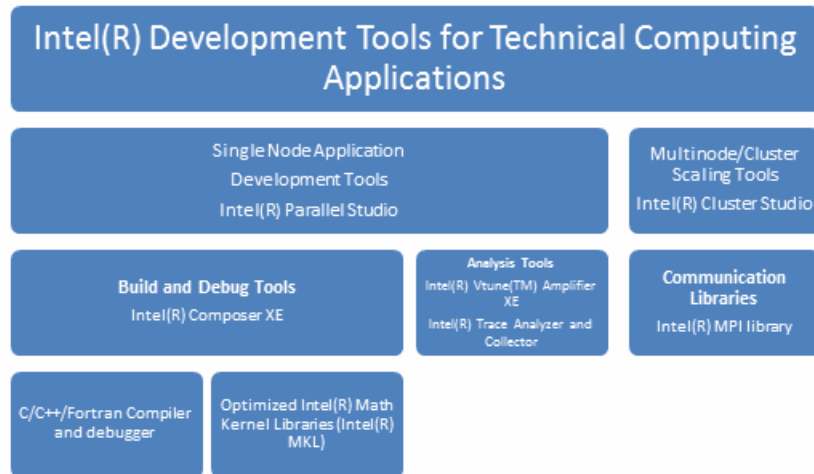 Intel(R) Development Tools for Technical Computing
Applications
Single Node Application
Development Tools
Intel(R) Parallel Studio
Multinode/Cluster
Scaling Tools
Intel(R) Cluster Studio
Build and Debug Tools
Intel(R) Composer XE
Analysis Tools
Intel(R) Vtune(TM) Amplifier
XE
Intel(R) Trace Analyzer and
Collector
Communication
Libraries
Intel(R) MPI library
C/C++/Fortran Compiler
and debugger
Optimized Intel(R) Math
Kernel Libraries (Intel(R)
MKL)